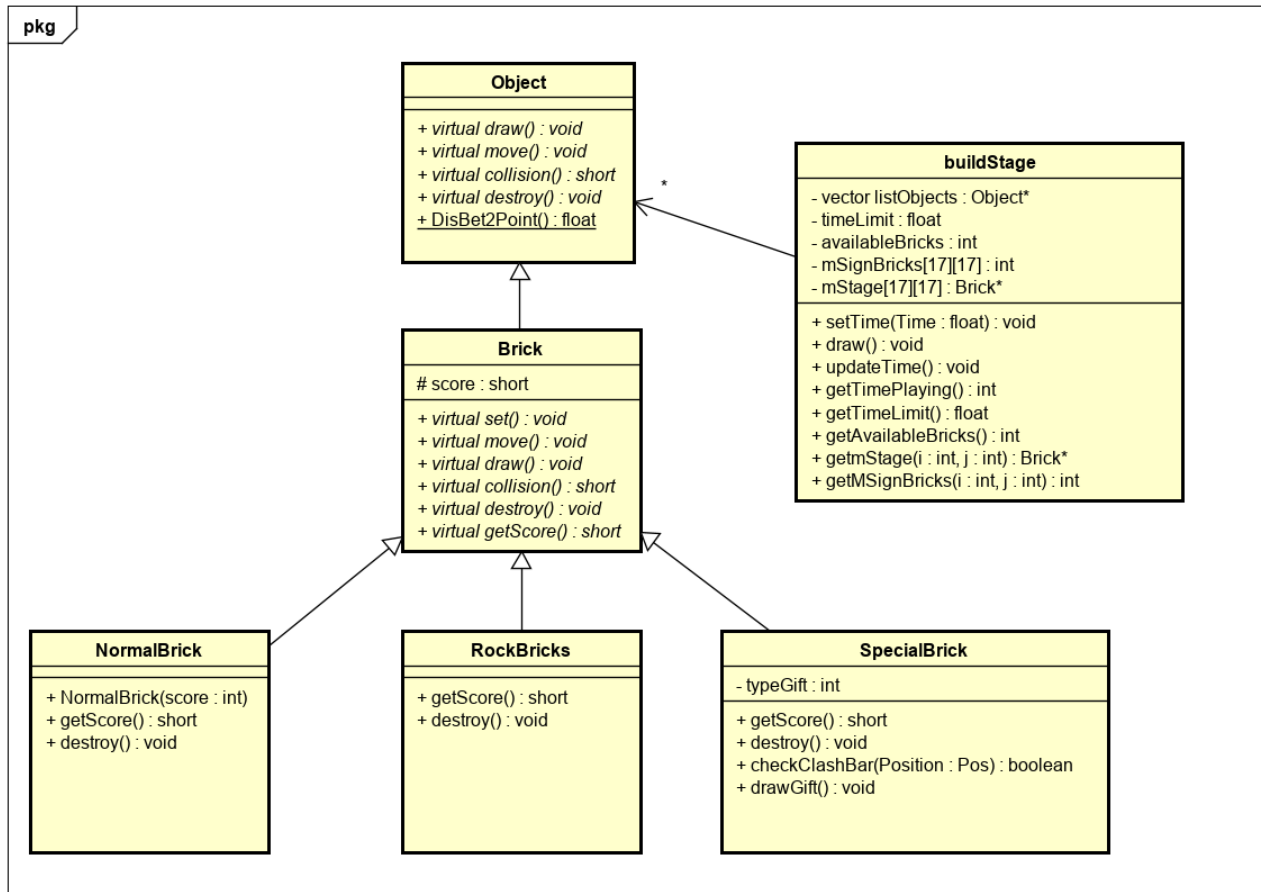 pkg
Object
+ virtual draw() : void
+ virtual move() : void
+ virtual collision() : short
+ virtual destroy() : void
+ DisBet2Point() : float
*
buildStage
- vector listObjects : Object*
- timeLimit : float
- availableBricks : int
- mSignBricks[17][17] : int
- mStage[17][17] : Brick*
+ setTime(Time : float) : void
+ draw() : void
+ updateTime() : void
+ getTimePlaying() : int
+ getTimeLimit() : float
+ getAvailableBricks() : int
+ getmStage(i : int, j : int) : Brick*
+ getMSignBricks(i : int, j : int) : int
Brick
# score : short
+ virtual set() : void
+ virtual move() : void
+ virtual draw() : void
+ virtual collision() : short
+ virtual destroy() : void
+ virtual getScore() : short
NormalBrick
+ NormalBrick(score : int)
+ getScore() : short
+ destroy() : void
RockBricks
+ getScore() : short
+ destroy() : void
SpecialBrick
- typeGift : int
+ getScore() : short
+ destroy() : void
+ checkClashBar(Position : Pos) : boolean
+ drawGift() : void